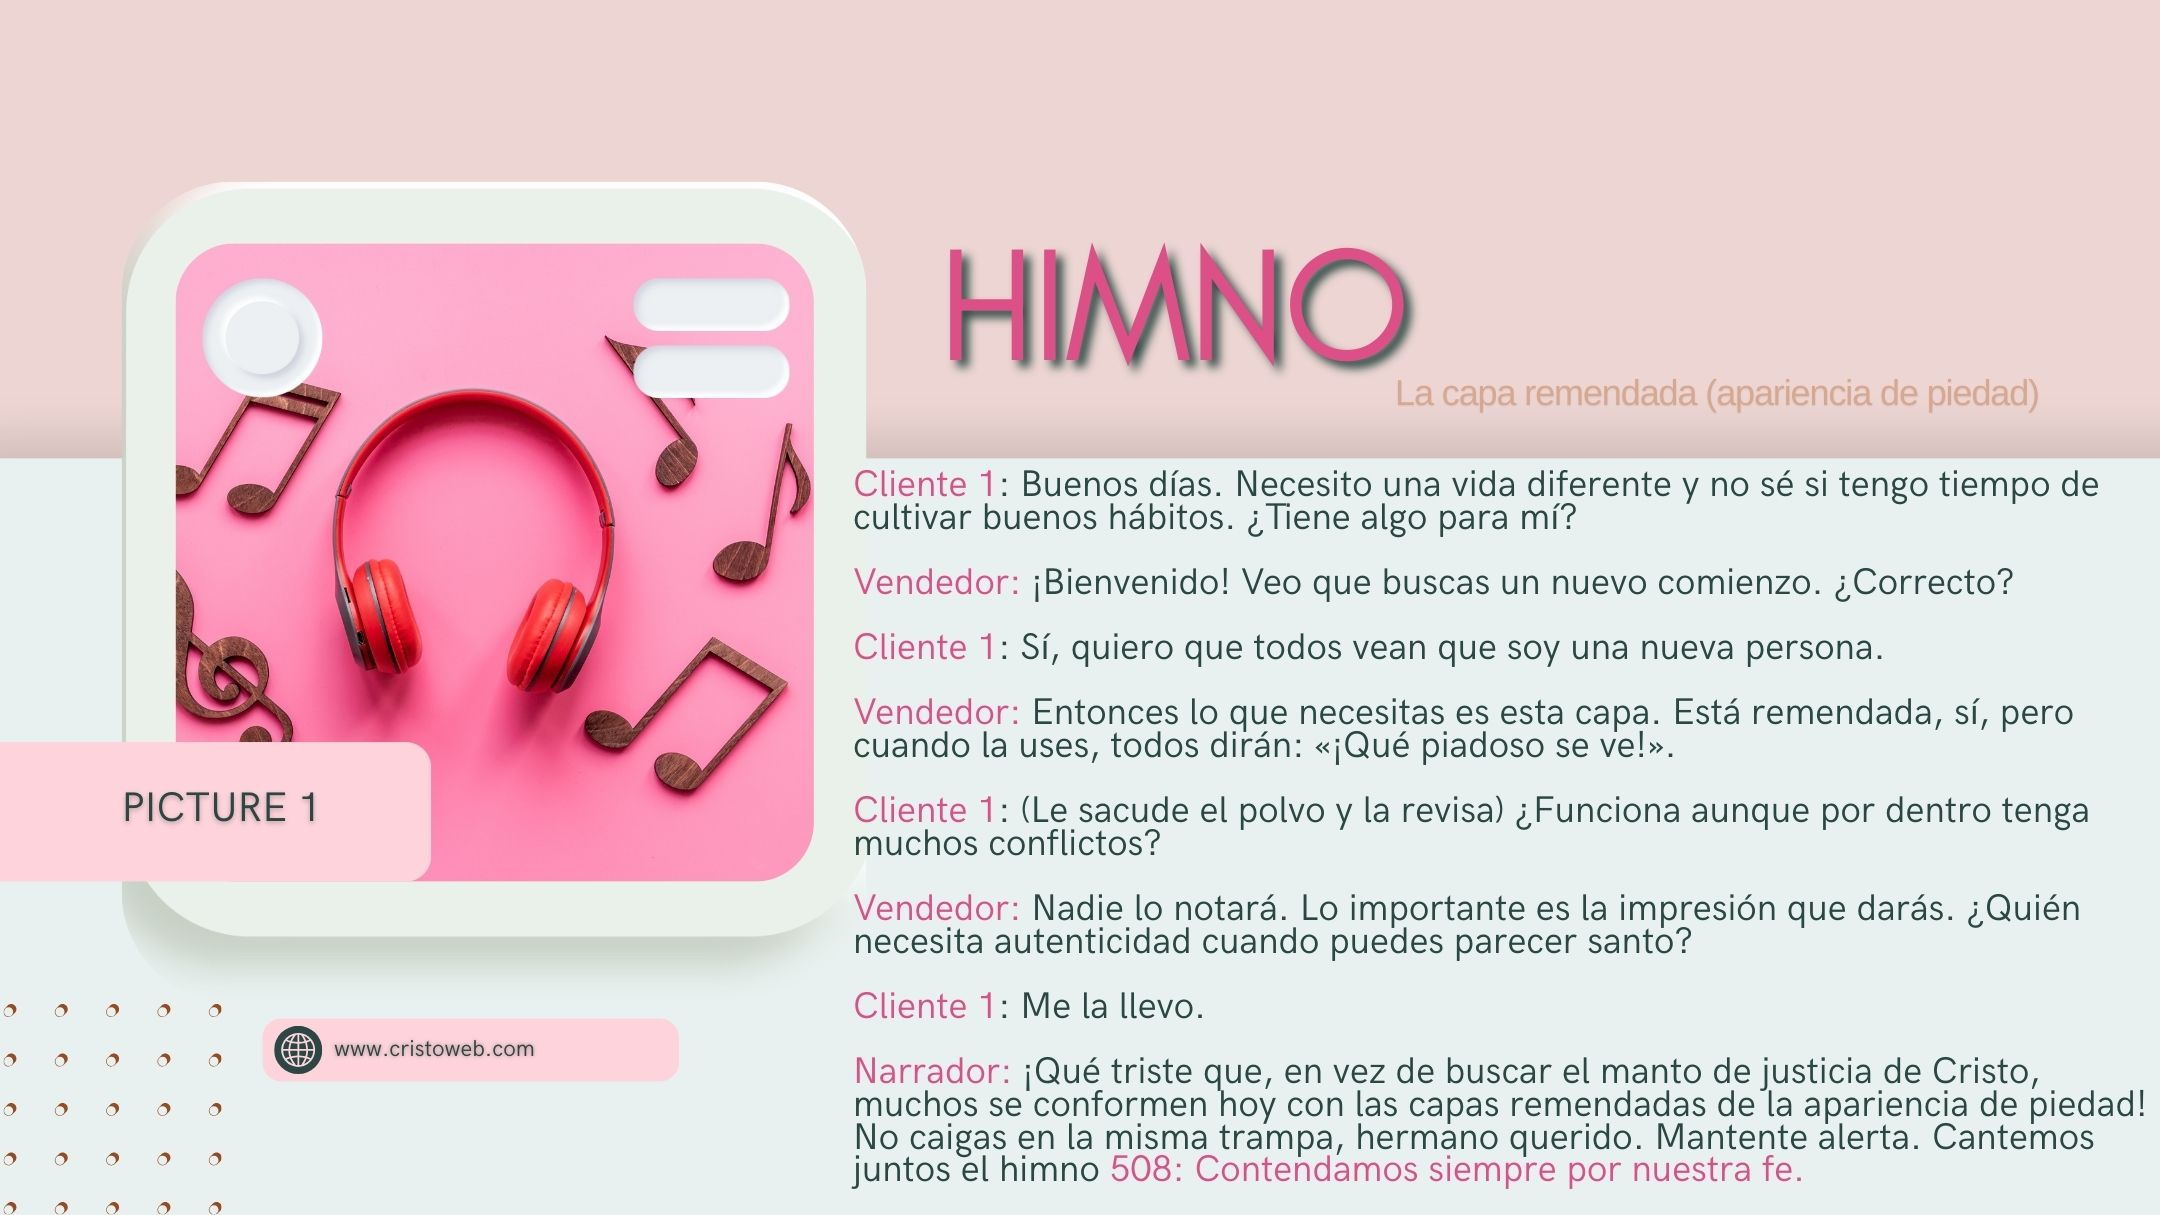 HIMNO
La capa remendada (apariencia de piedad)
Cliente 1: Buenos días. Necesito una vida diferente y no sé si tengo tiempo de
cultivar buenos hábitos. ¿Tiene algo para mí?
Vendedor: ¡Bienvenido! Veo que buscas un nuevo comienzo. ¿Correcto?
Cliente 1: Sí, quiero que todos vean que soy una nueva persona.
Vendedor: Entonces lo que necesitas es esta capa. Está remendada, sí, pero
cuando la uses, todos dirán: «¡Qué piadoso se ve!».
Cliente 1: (Le sacude el polvo y la revisa) ¿Funciona aunque por dentro tenga
muchos conflictos?
Vendedor: Nadie lo notará. Lo importante es la impresión que darás. ¿Quién
necesita autenticidad cuando puedes parecer santo?
Cliente 1: Me la llevo.
Narrador: ¡Qué triste que, en vez de buscar el manto de justicia de Cristo,
muchos se conformen hoy con las capas remendadas de la apariencia de piedad!
No caigas en la misma trampa, hermano querido. Mantente alerta. Cantemos
juntos el himno 508: Contendamos siempre por nuestra fe.
PICTURE 1
www.cristoweb.com